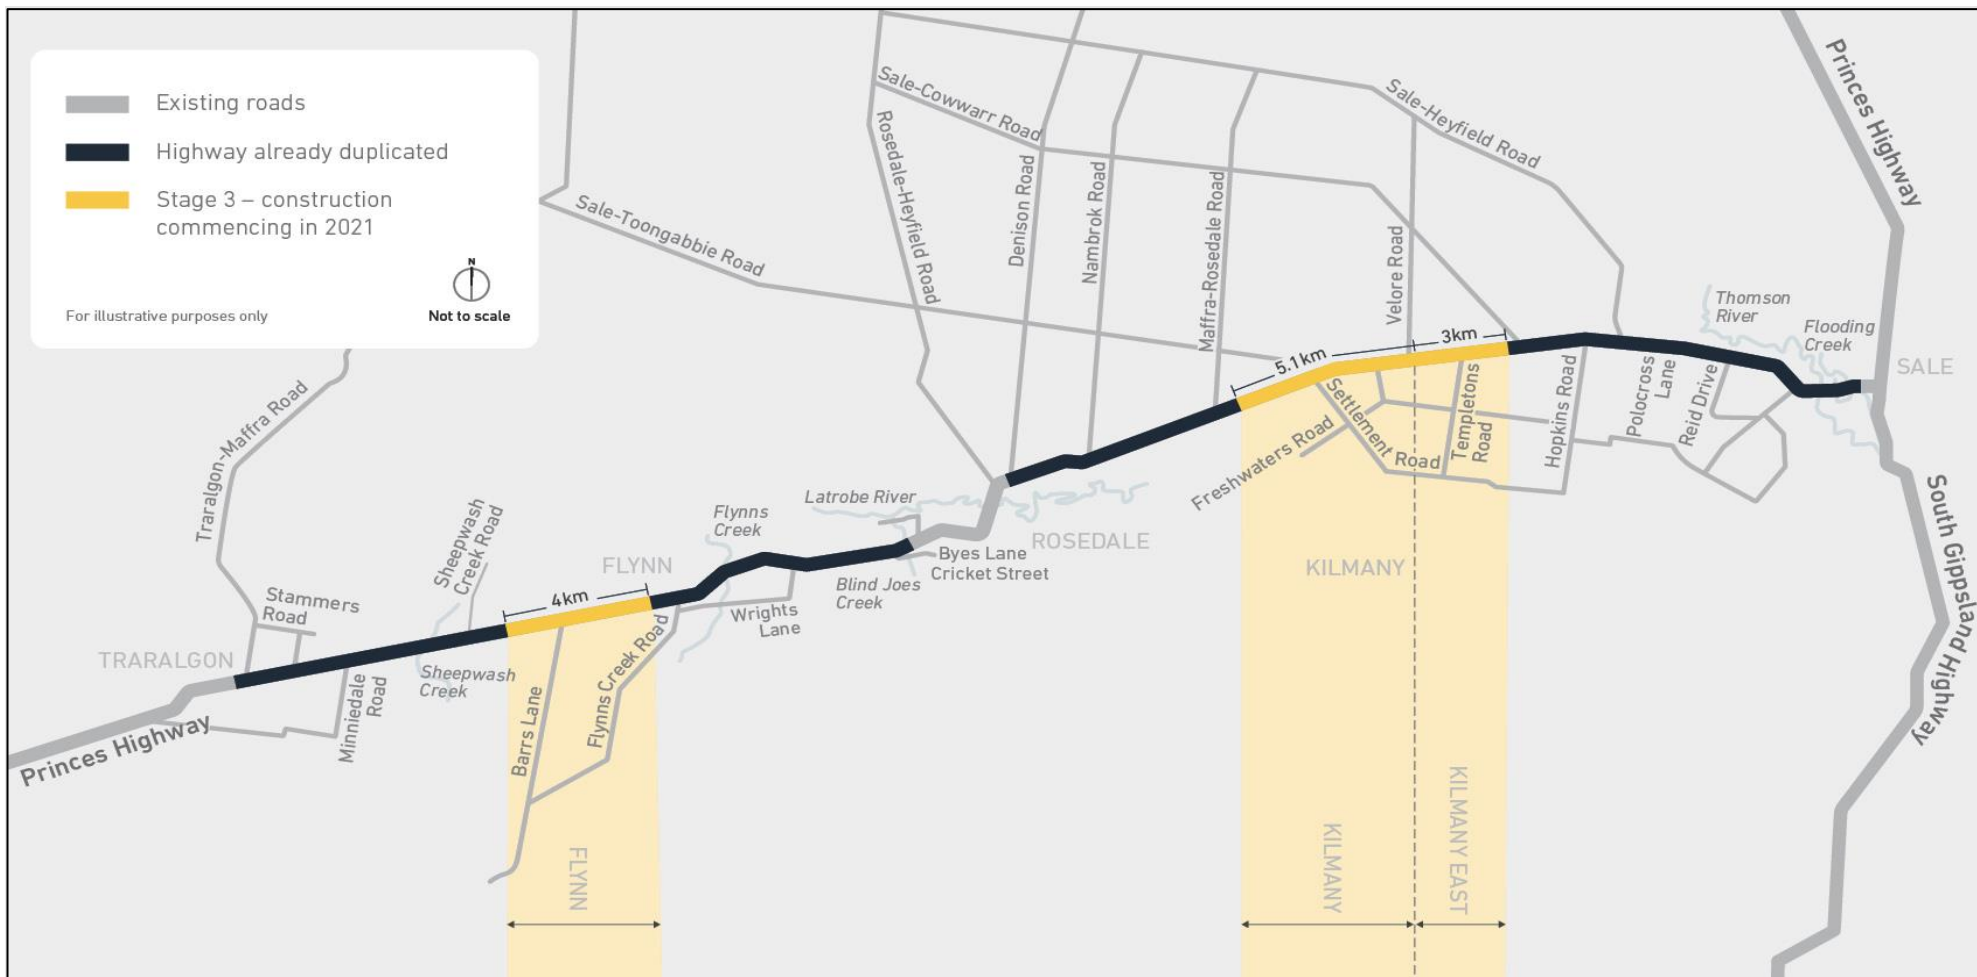 Existing roads
Highway already duplicated
Stage 3 – construction
commencing in 2021
For illustrative purposes only
N
Not to scale
Princes Highway
Sale-Heyfield Road
Sale-Cowwarr Road
Rosedale-Heyfield Road
Denison Road
Nambrok Road
Maffra-Rosedale Road
Velore Road
Sale-Toongabbie Road
Thomson
River
Flooding
Creek
SALE
5.1km
3km
Settlement Road
Templetons
Road
Hopkins Road
Polocross
Lane
Reid Drive
Freshwaters Road
Traralgon-Maffra Road
Sheepwash
Creek Road
Flynns
Creek
Latrobe River
ROSEDALE
Byes Lane
Cricket Street
KILMANY
South Gippsland Highway
FLYNN
4km
Blind Joes
Creek
Wrights
Lane
Stammers
Road
TRARALGON
Sheepwash
Creek
Minniedale
Road
Princes Highway
Barrs Lane
Flynns Creek Road
FLYNN
KILMANY
KILMANY EAST